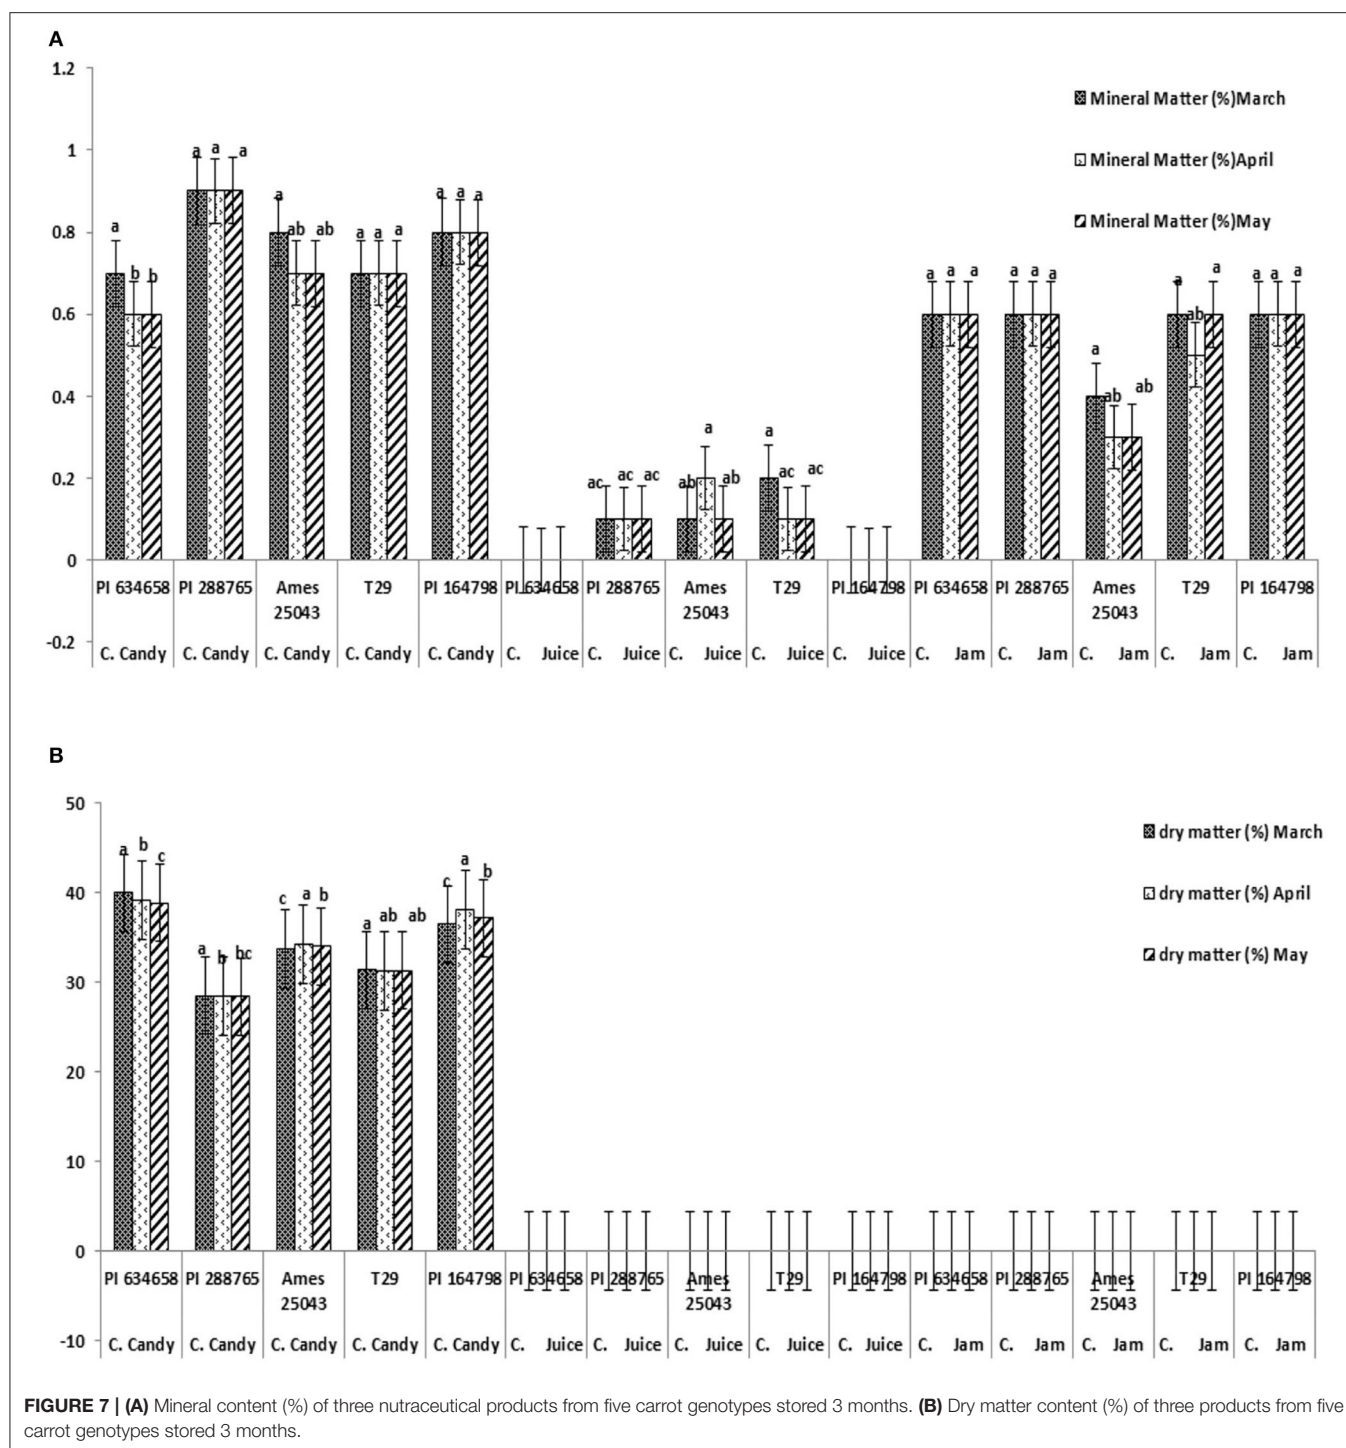 A
1.2
1
0.8
0.6
0.4
0.2
0
-0.2
Mineral Matter (%)March
Mineral Matter (%)April
Mineral Matter (%)May
a b b
a a a
a ab ab
a a a
a a a
ac ac ac
ab a ab
a ac ac
a a a
a a a
a ab ab
a ab a
a a a
PI 634658 PI 288765 Ames 25043 T29 PI 164798 PI 634658 PI 288765 Ames 25043 T29 PI 164798 PI 634658 PI 288765 Ames 25043 T29 PI 164798
C. Candy C. Candy C. Candy C. Candy C. Candy C. Juice C. Juice C. Juice C. Juice C. Juice C. Jam C. Jam C. Jam C. Jam C. Jam
B
50
40
30
20
10
0
-10
dry matter (%) March
dry matter (%) April
dry matter (%) May
a b c
a b bc
c a b
a ab ab
c a b
PI 634658 PI 288765 Ames 25043 T29 PI 164798 PI 634658 PI 288765 Ames 25043 T29 PI 164798 PI 634658 PI 288765 Ames 25043 T29 PI 164798
C. Candy C. Candy C. Candy C. Candy C. Candy C. Juice C. Juice C. Juice C. Juice C. Juice C. Jam C. Jam C. Jam C. Jam C. Jam
FIGURE 7 | (A) Mineral content (%) of three nutraceutical products from five carrot genotypes stored 3 months. (B) Dry matter content (%) of three products from five
carrot genotypes stored 3 months.